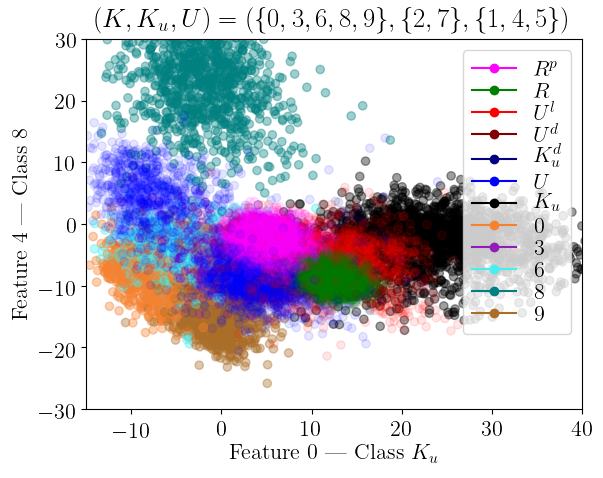 (K, K_u, U) = ({0, 3, 6, 8, 9}, {2, 7}, {1, 4, 5})
30
20
10
0
−10
−20
−30
Feature 4 — Class 8
R^p
R
U^l
U^d
K_u^d
U
K_u
0
3
6
8
9
−10
0
10
20
30
40
Feature 0 — Class K_u